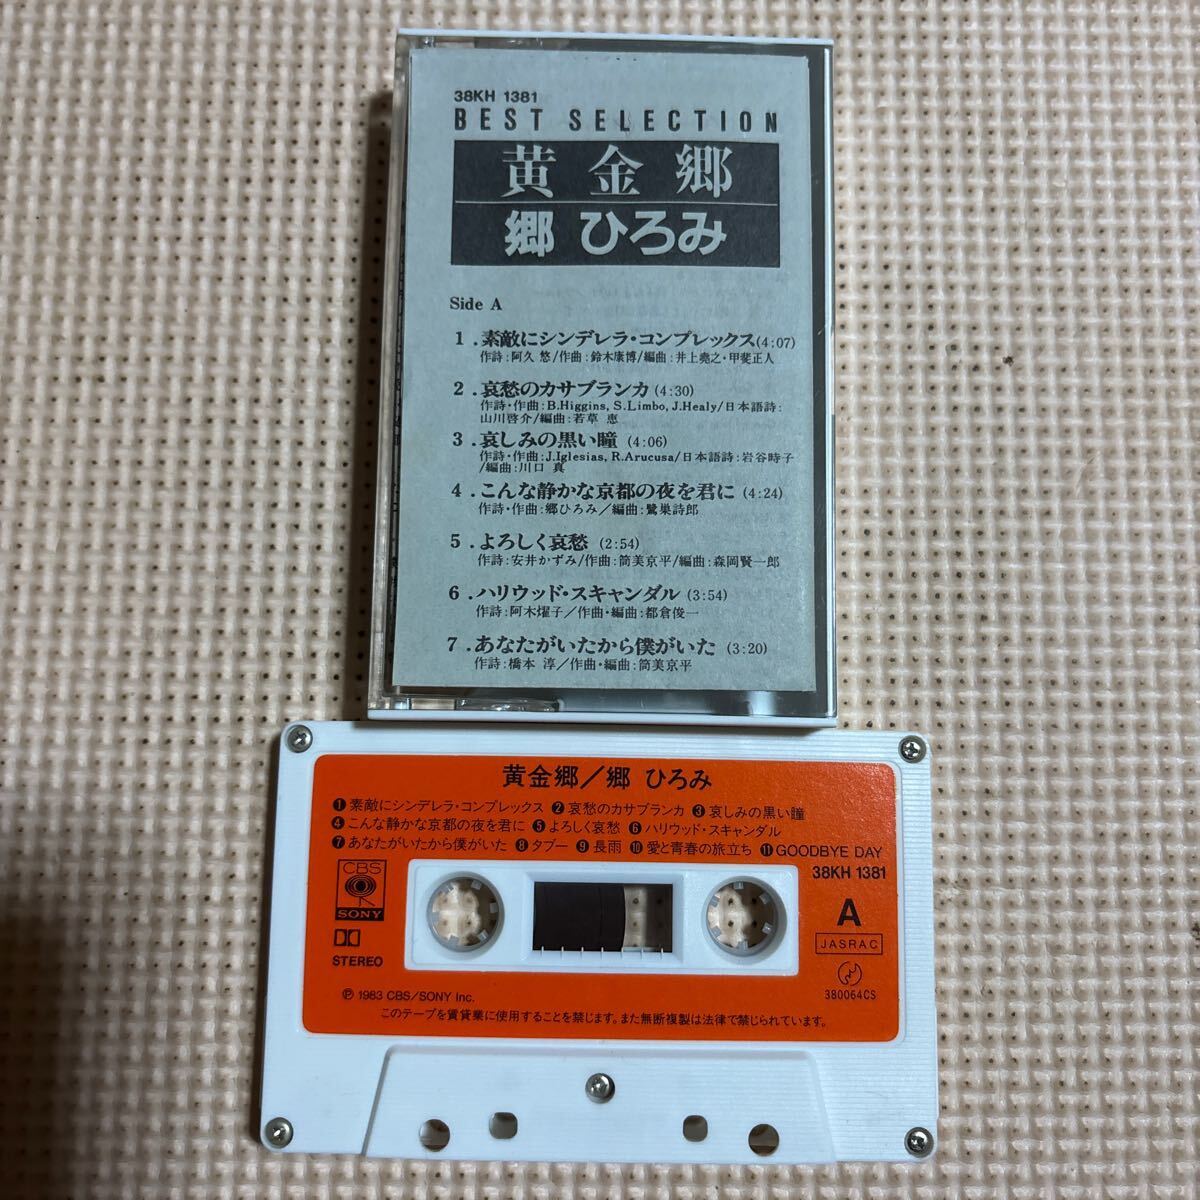 38KH 1381
BEST SELECTION
黄金郷
郷 ひろみ
Side A
1.素敵にシンデレラ・コンプレックス(4:07)
作詩:阿久 悠/作曲:鈴木康博/編曲:井上堯之・甲斐正人
2.哀愁のカサブランカ(4:30)
作詩・作曲:B.Higgins, S.Limbo, J.Healy/日本語詩:
山川啓介/編曲:若草 恵
3.哀しみの黒い瞳 (4:06)
作詩・作曲:J.Iglesias, R.Arucusa/日本語詩:岩谷時子
/編曲:川口 真
4.こんな静かな京都の夜を君に (4:24)
作詩・作曲:郷ひろみ/編曲:鷺巣詩郎
5.よろしく哀愁 (2:54)
作詩:安井かずみ/作曲:筒美京平/編曲:森岡賢一郎
6.ハリウッド・スキャンダル (3:54)
作詩:阿木燿子/作曲・編曲:都倉俊一
7.あなたがいたから僕がいた (3:20)
作詩:橋本 淳/作曲・編曲:筒美京平
黄金郷/郷 ひろみ
❶素敵にシンデレラ・コンプレックス ❷哀愁のカサブランカ ❸哀しみの黒い瞳
❹こんな静かな京都の夜を君に ❺よろしく哀愁 ❻ハリウッド・スキャンダル
❼あなたがいたから僕がいた ❽タブー ❾長雨 ❿愛と青春の旅立ち ⓫GOODBYE DAY
38KH 1381
CBS
SONY
A
JASRAC
STEREO
380064CS
Ⓟ 1983 CBS/SONY Inc.
このテープを賃貸業に使用することを禁じます。また無断複製は法律で禁じられています。